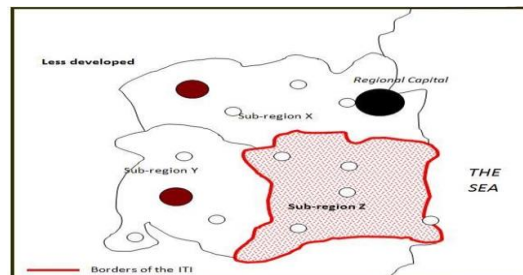 Less developed
Regional Capital
Sub-region X
Sub-region Y
THE
SEA
Sub-region Z
Borders of the ITI